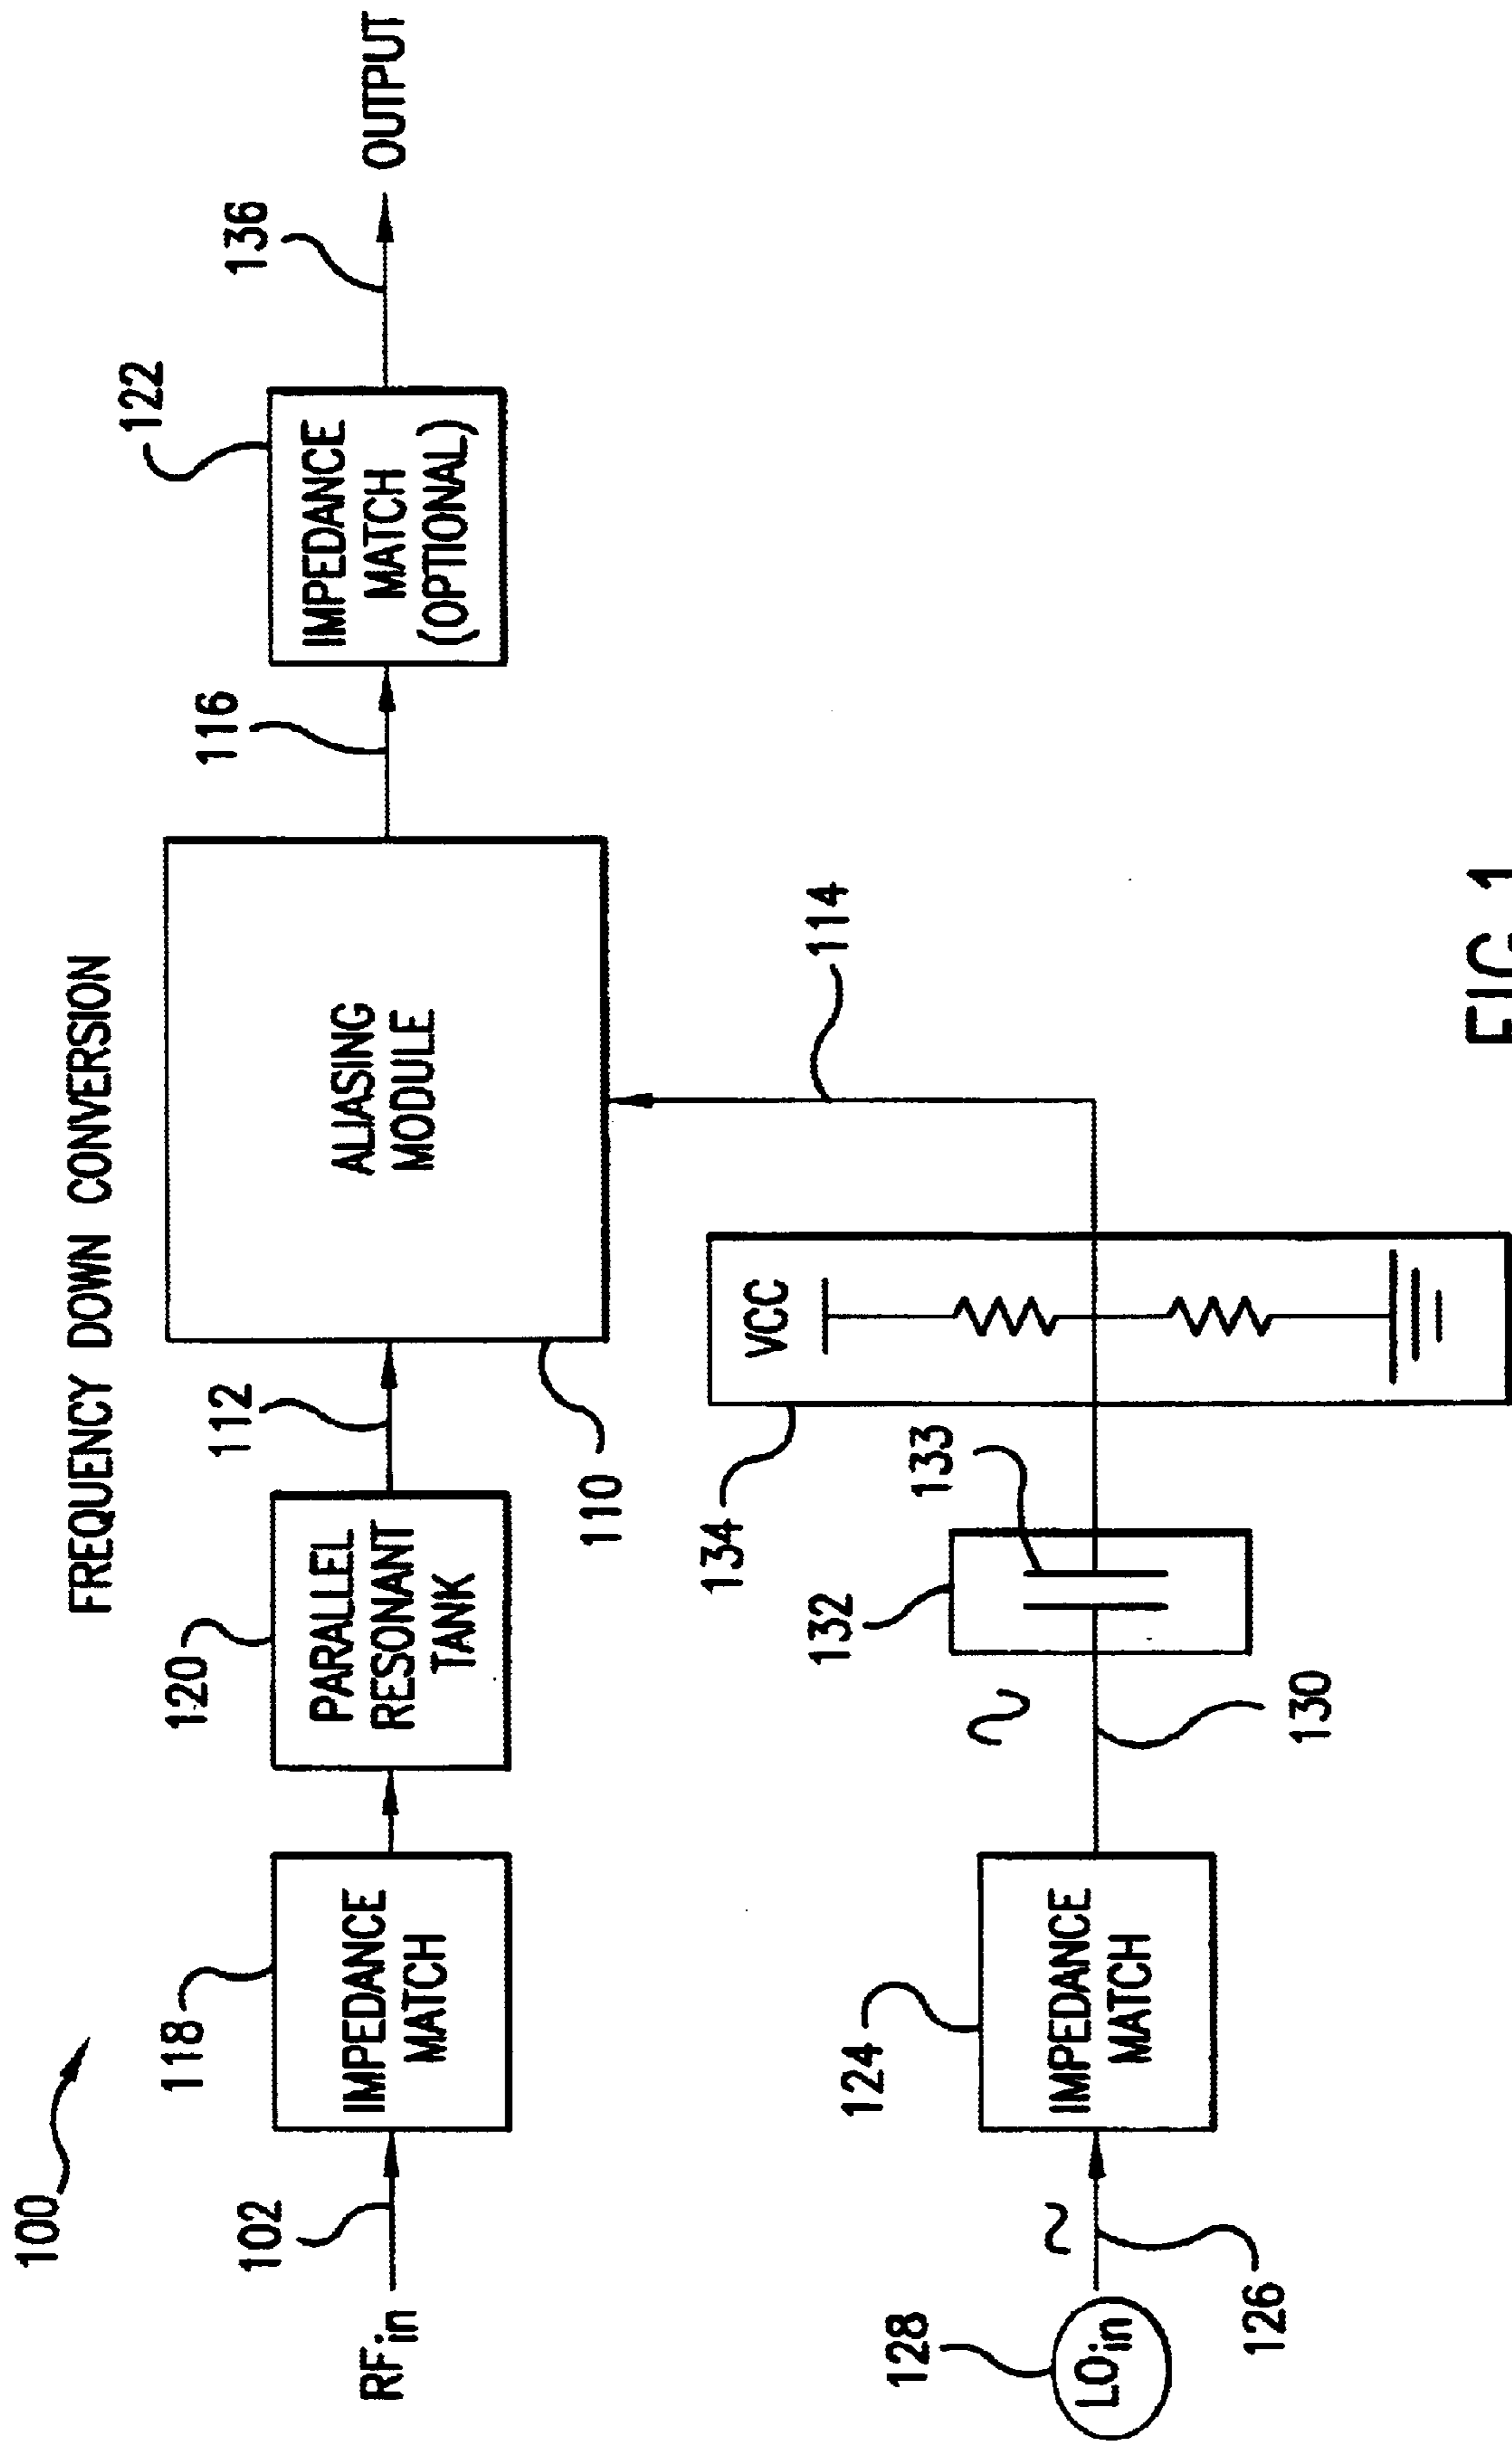 FREQUENCY DOWN CONVERSION
100
102
RF in
118
IMPEDANCE
MATCH
120
PARALLEL
RESONANT
TANK
112
110
ALIASING
MODULE
116
122
IMPEDANCE
MATCH
(OPTIONAL)
136
OUTPUT
128
LO in
126
124
IMPEDANCE
MATCH
130
132
133
134
VCC
114
FIG. 1